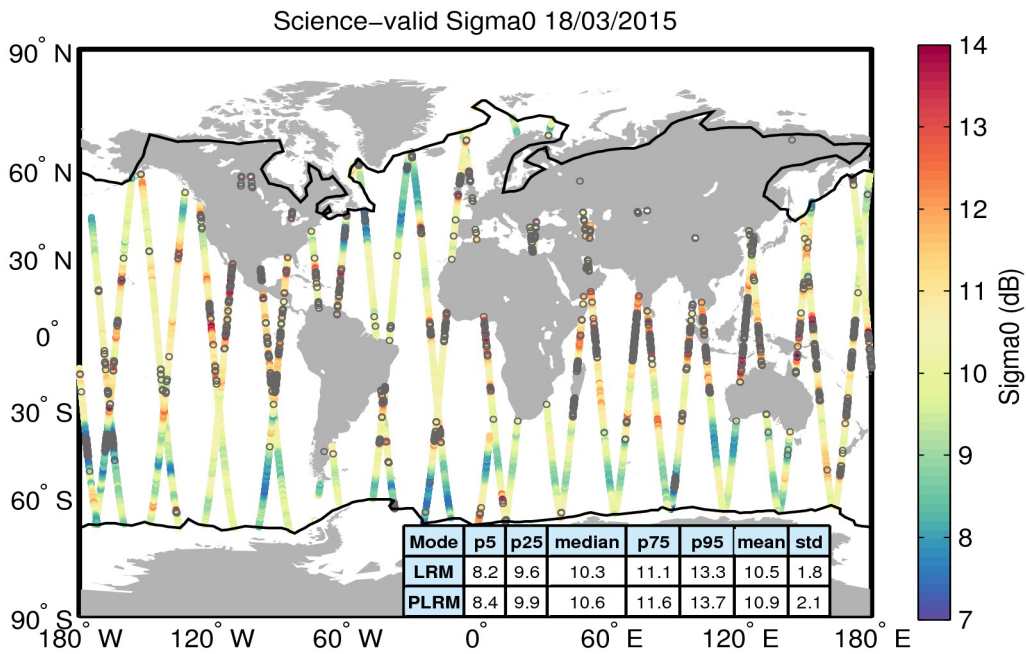 Science−valid Sigma0 18/03/2015
90° N
60° N
30° N
0°
30° S
60° S
90° S
180° W
120° W
60° W
0°
60° E
120° E
180° E
14
13
12
11
10
9
8
7
Sigma0 (dB)
Mode p5 p25 median p75 p95 mean std
LRM 8.2 9.6 10.3 11.1 13.3 10.5 1.8
PLRM 8.4 9.9 10.6 11.6 13.7 10.9 2.1